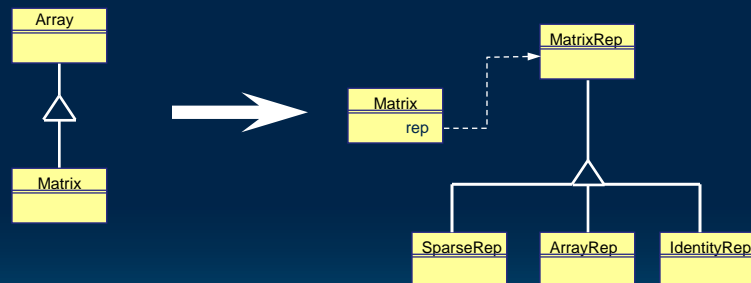 Array
Matrix
MatrixRep
Matrix
rep
SparseRep
ArrayRep
IdentityRep